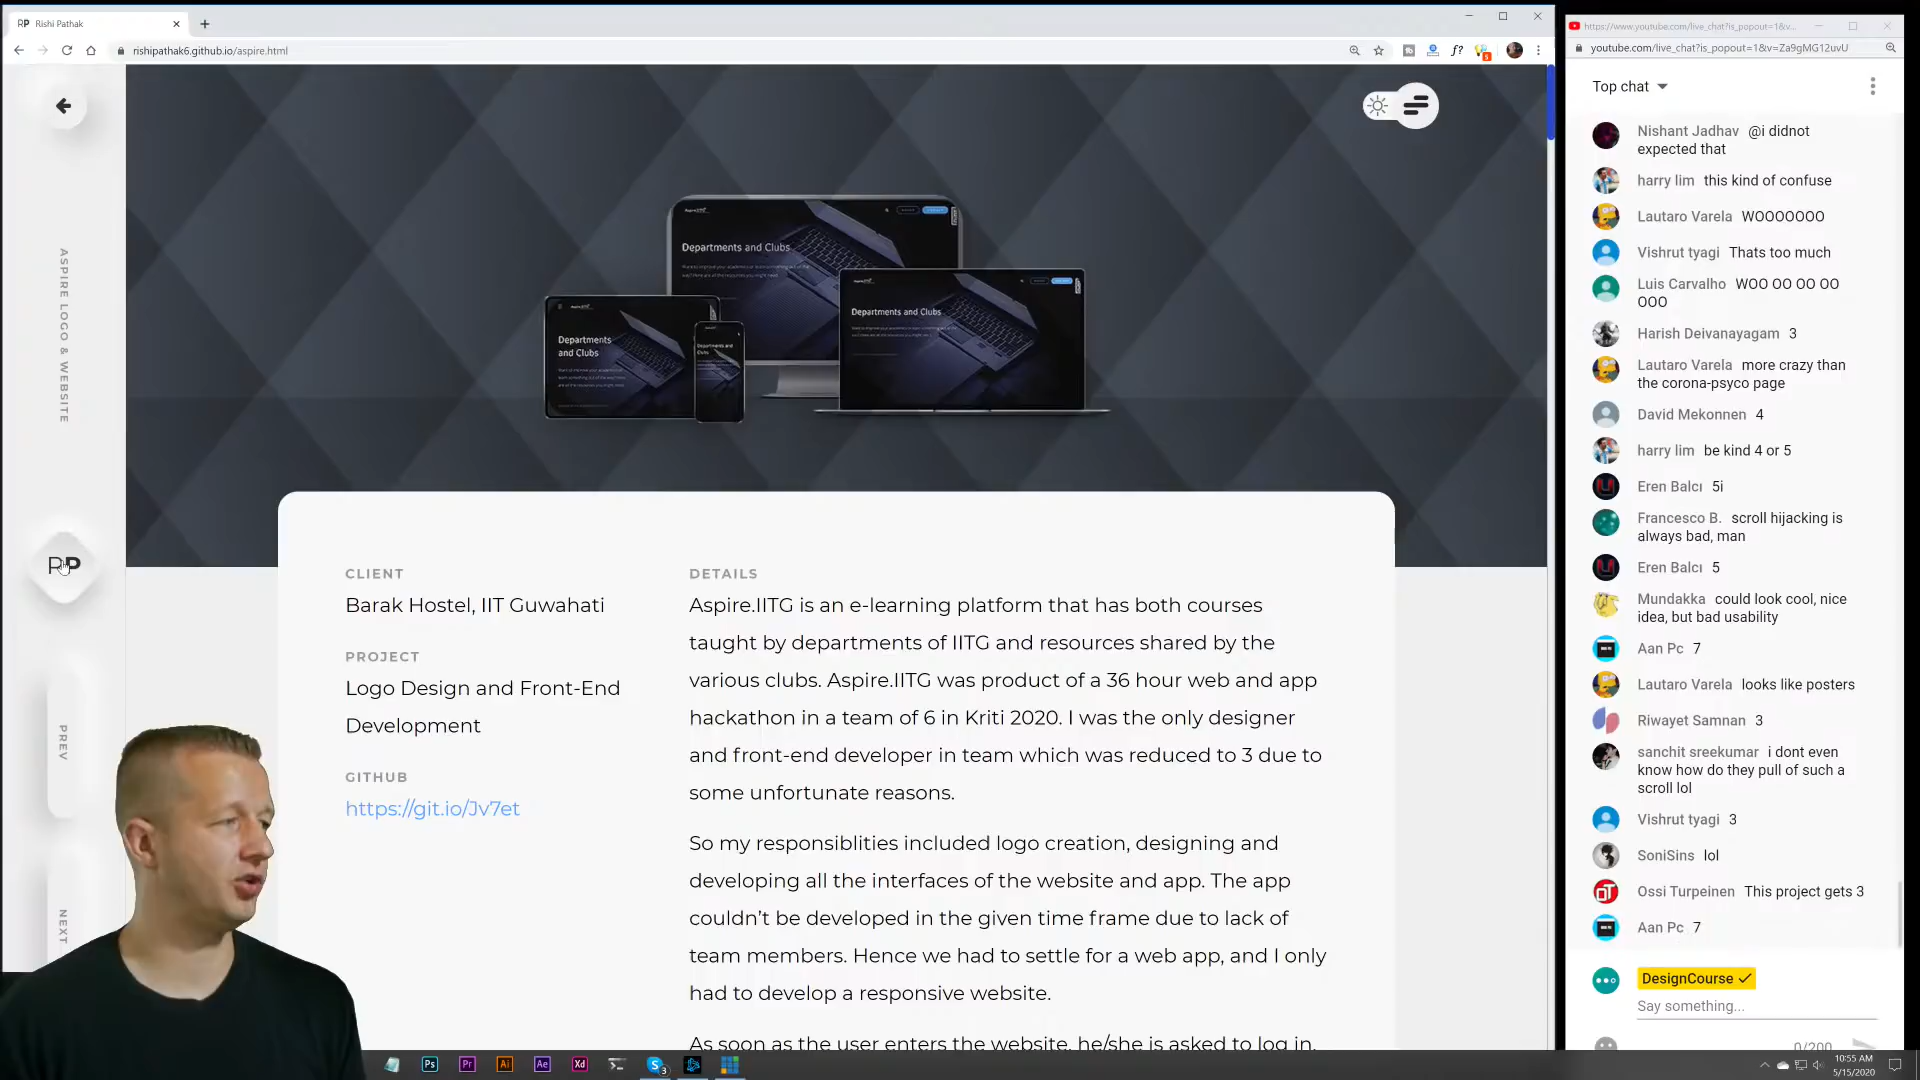 RP Rishi Pathak
rishipathak6.github.io/aspire.html
ASPIRE LOGO & WEBSITE
RP
PREV
NEXT
Departments and Clubs
Departments
and Clubs
Departments and Clubs
CLIENT
Barak Hostel, IIT Guwahati
PROJECT
Logo Design and Front-End
Development
GITHUB
https://git.io/Jv7et
DETAILS
Aspire.IITG is an e-learning platform that has both courses
taught by departments of IITG and resources shared by the
various clubs. Aspire.IITG was product of a 36 hour web and app
hackathon in a team of 6 in Kriti 2020. I was the only designer
and front-end developer in team which was reduced to 3 due to
some unfortunate reasons.
So my responsiblities included logo creation, designing and
developing all the interfaces of the website and app. The app
couldn't be developed in the given time frame due to lack of
team members. Hence we had to settle for a web app, and I only
had to develop a responsive website.
As soon as the user enters the website, he/she is asked to log in.
https://www.youtube.com/live_chat?is_popout=1&v...
youtube.com/live_chat?is_popout=1&v=Za9gMG12uvU
Top chat
Nishant Jadhav @i didnot
expected that
harry lim this kind of confuse
Lautaro Varela WOOOOOOO
Vishrut tyagi Thats too much
Luis Carvalho WOO OO OO OO
OOO
Harish Deivanayagam 3
Lautaro Varela more crazy than
the corona-psyco page
David Mekonnen 4
harry lim be kind 4 or 5
Eren Balcı 5i
Francesco B. scroll hijacking is
always bad, man
Eren Balcı 5
Mundakka could look cool, nice
idea, but bad usability
Aan Pc 7
Lautaro Varela looks like posters
Riwayet Samnan 3
sanchit sreekumar i dont even
know how do they pull of such a
scroll lol
Vishrut tyagi 3
SoniSins lol
Ossi Turpeinen This project gets 3
Aan Pc 7
DesignCourse
Say something...
0/200
Ps Pr Ai Ae Xd
10:55 AM
5/15/2020